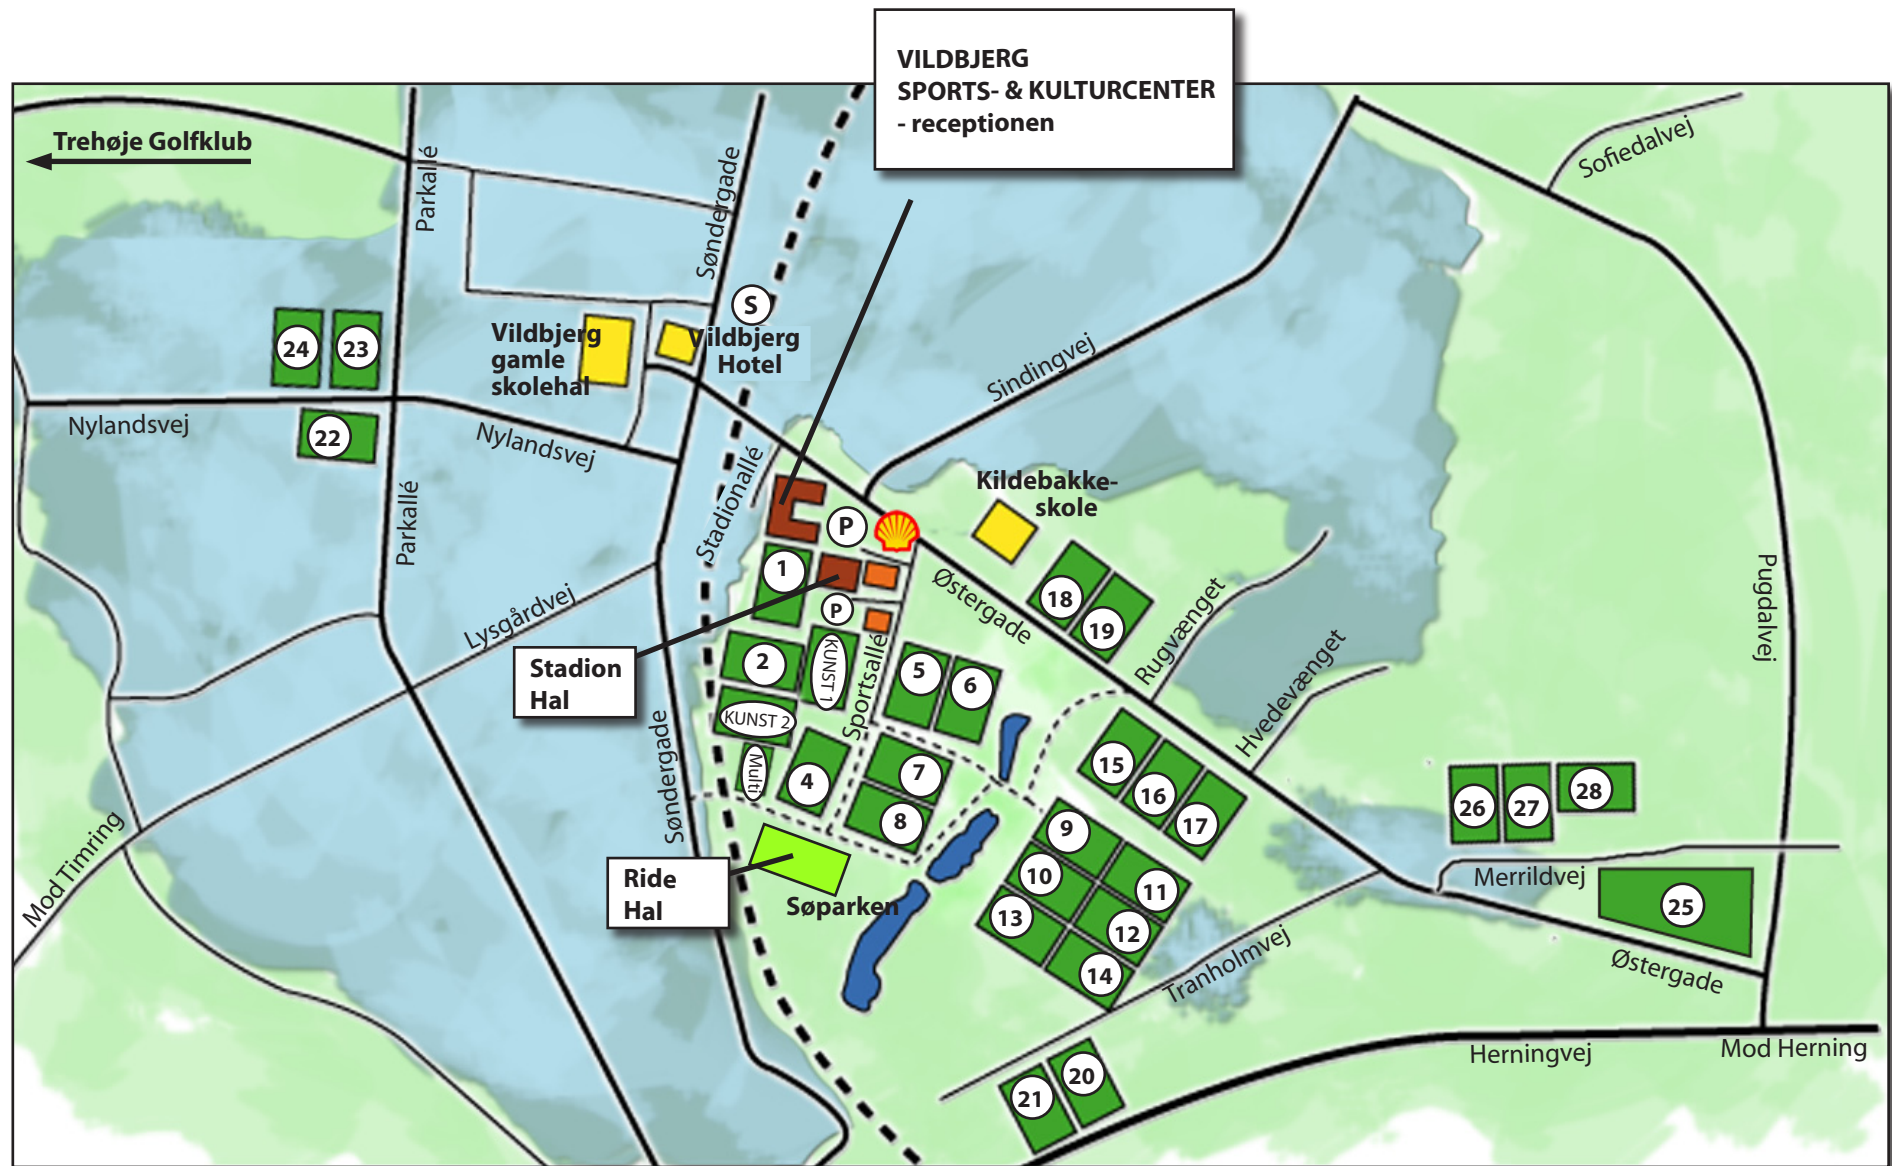 VILDBJERG
SPORTS- & KULTURCENTER
- receptionen
Trehøje Golfklub
Parkallé
Søndergade
Sofiedalvej
S
Vildbjerg
gamle
skolehal
Vildbjerg
Hotel
24
23
22
Nylandsvej
Nylandsvej
Sindingvej
Stadionallé
Kildebakke-
skole
P
Parkallé
1
P
Østergade
18
19
Rugvænget
Pugdalvej
Lysgårdvej
Stadion
Hal
2
KUNST 1
Sportsallé
5
6
Hvedevænget
KUNST 2
Søndergade
Multi
4
7
8
15
16
17
26
27
28
Mod Timring
Ride
Hal
Søparken
9
10
11
12
13
14
Merrildvej
25
Tranholmvej
Østergade
Herningvej
Mod Herning
20
21